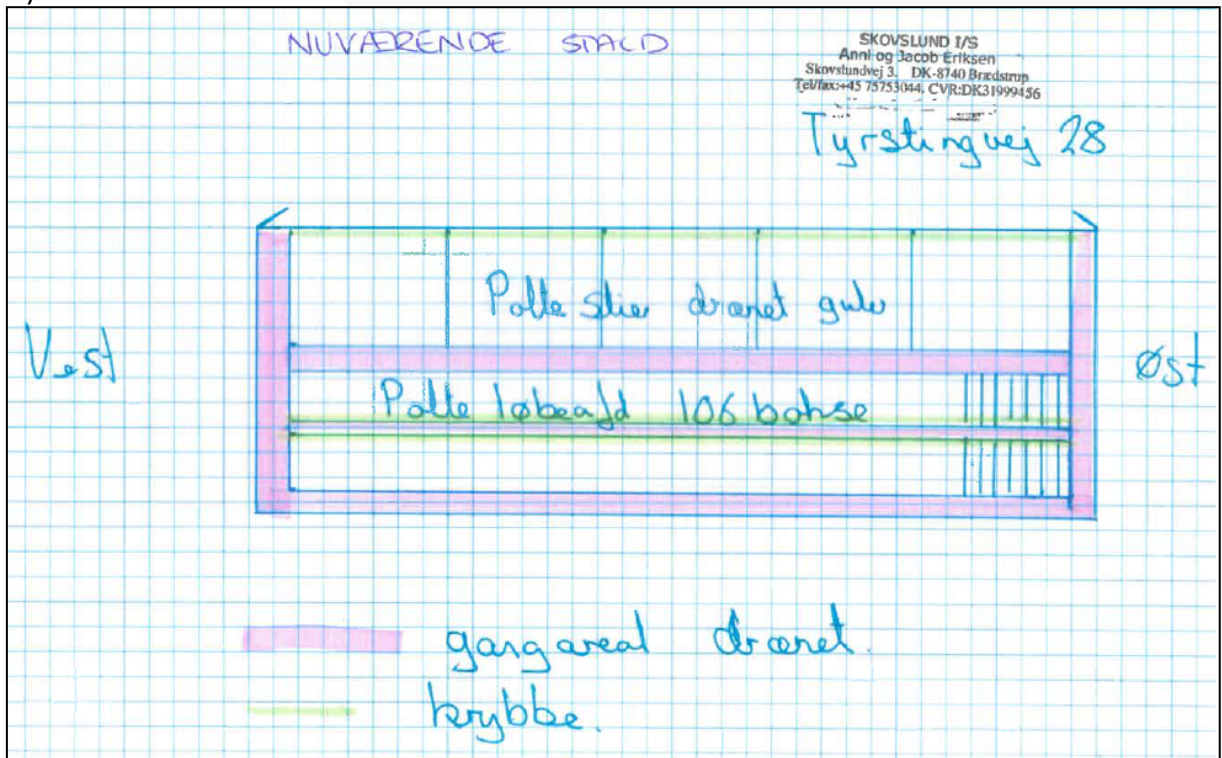 NUVÆRENDE STALD
SKOVSLUND I/S
Anni og Jacob Eriksen
Skovslundvej 3. DK-8740 Brædstrup
Tel/fax:+45 75753044, CVR:DK31999456
Tyrstingvej 28
Polte stier drænet gulv
Vest
Øst
Polte løbeafd 106 bokse
gangareal drænet.
krybbe.